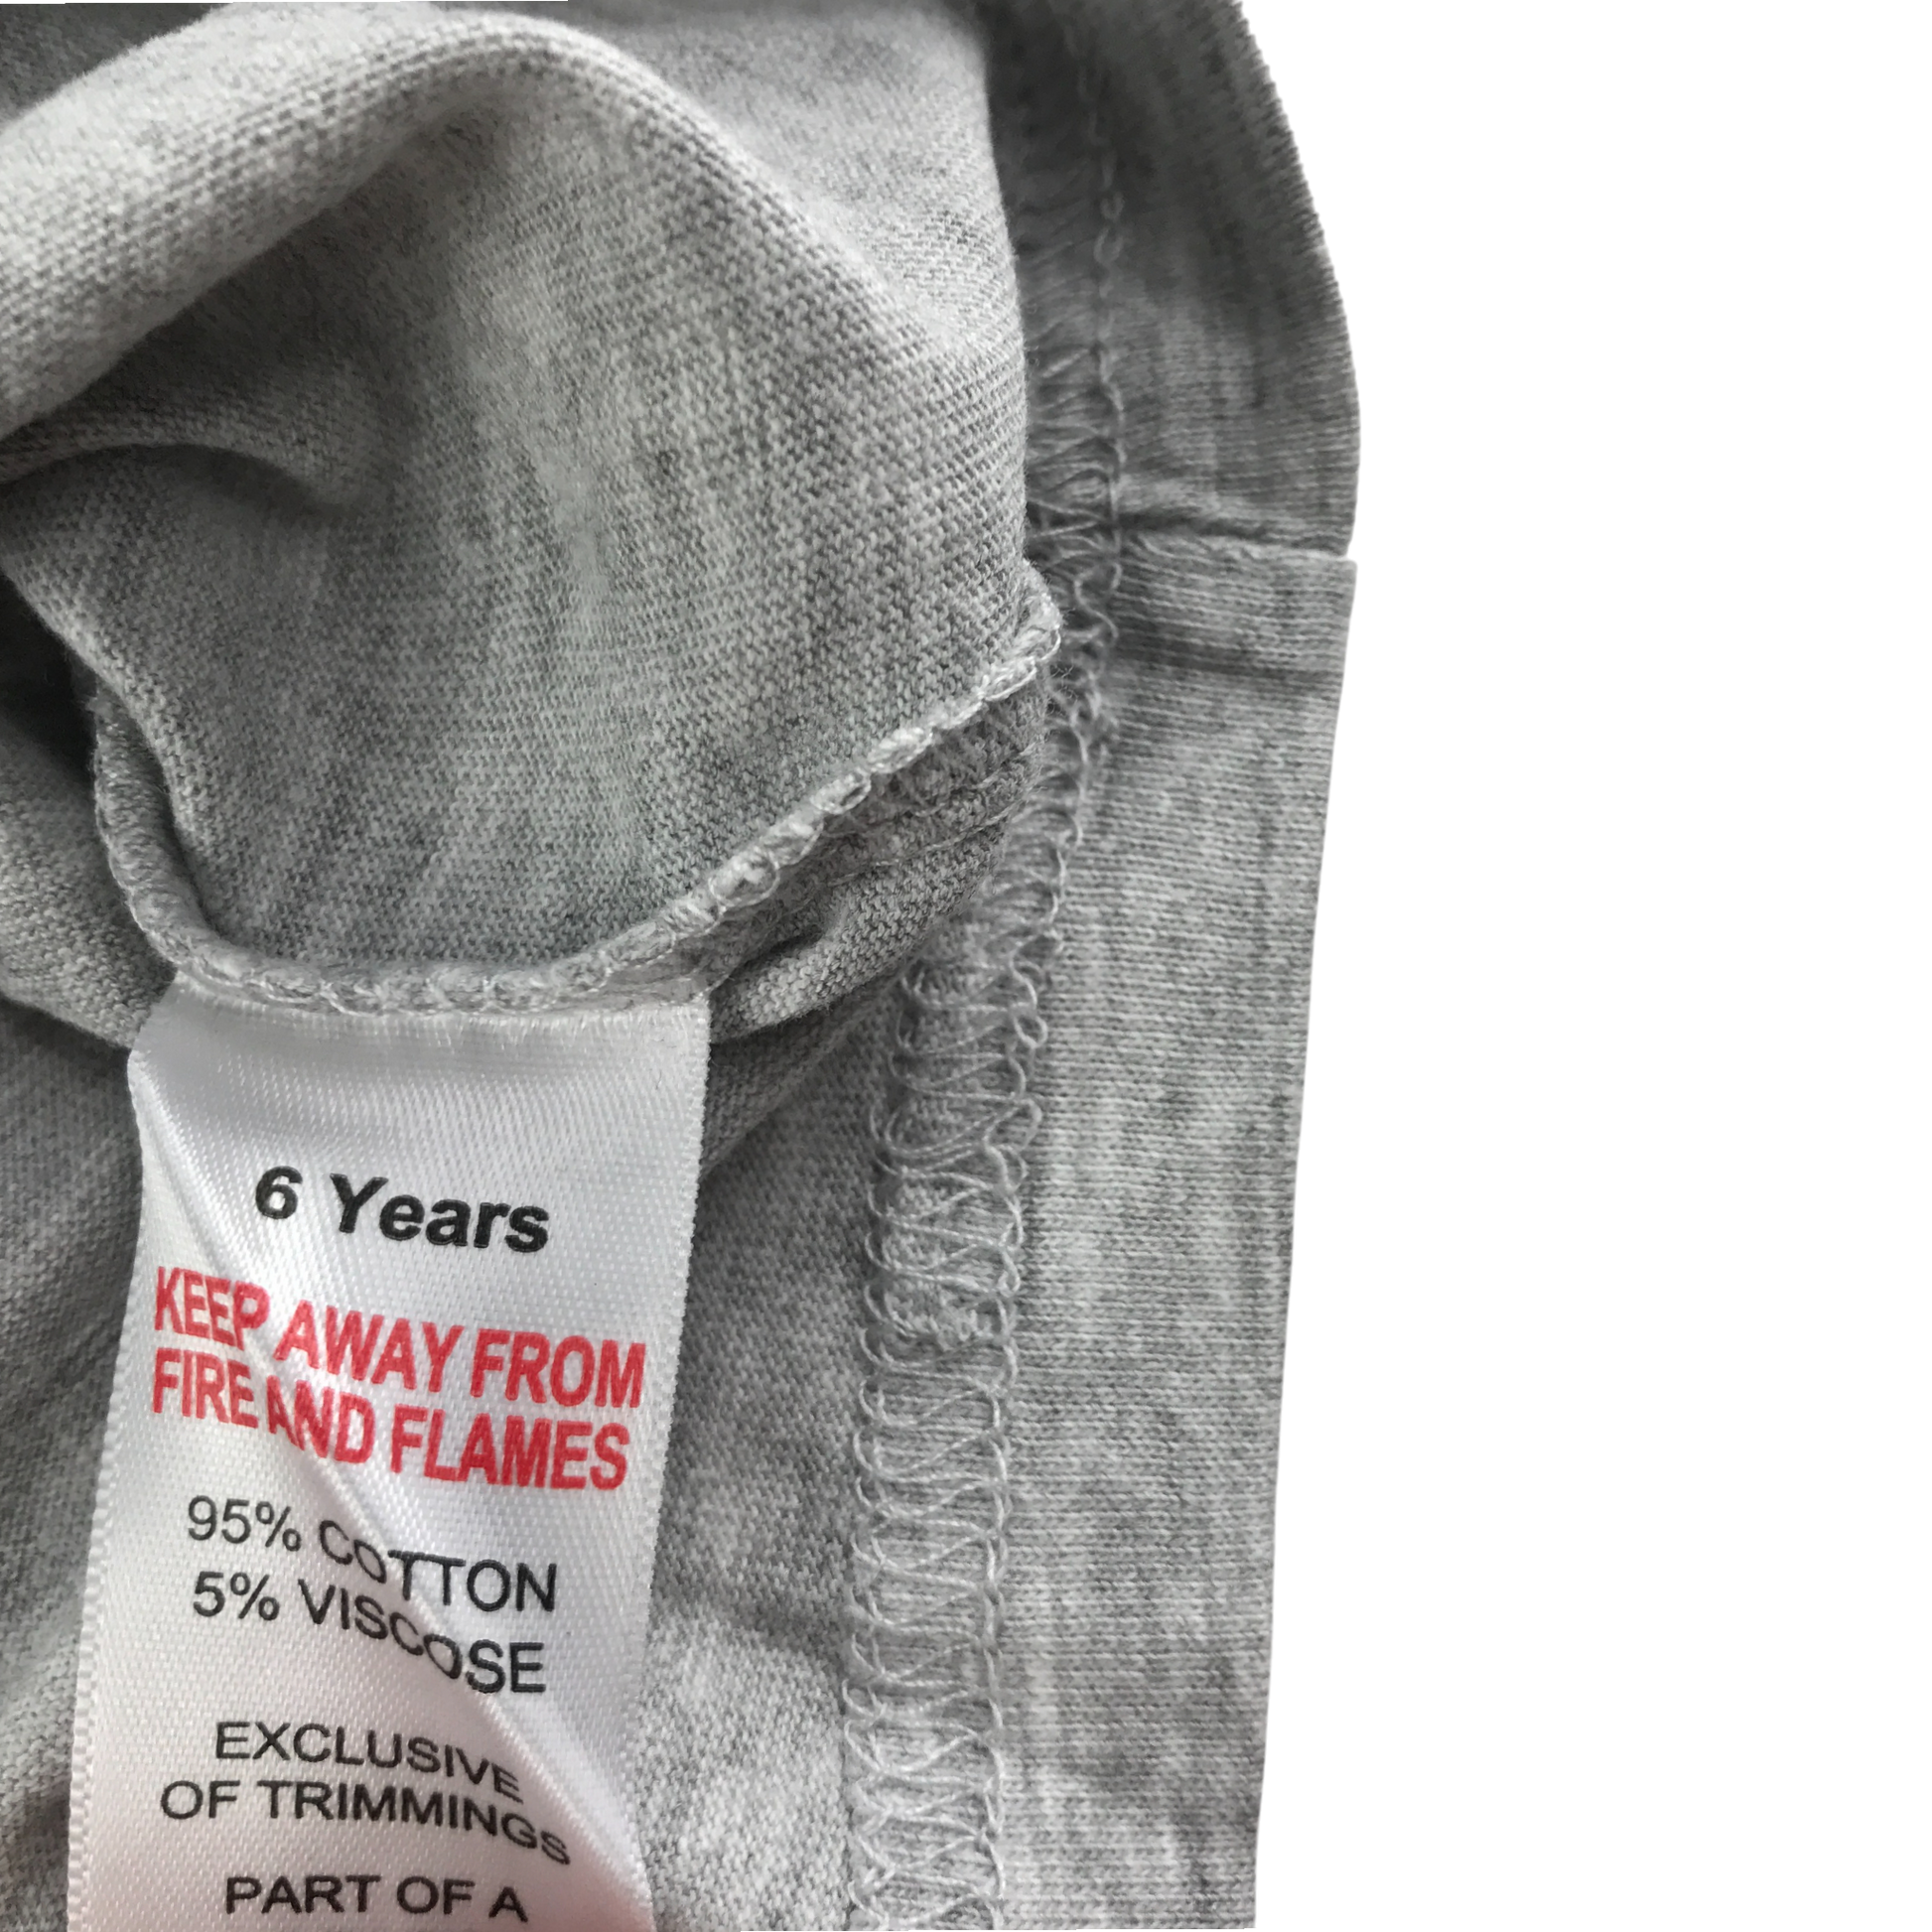 6 Years
KEEP AWAY FROM
FIRE AND FLAMES
95% COTTON
5% VISCOSE
EXCLUSIVE
OF TRIMMINGS
PART OF A